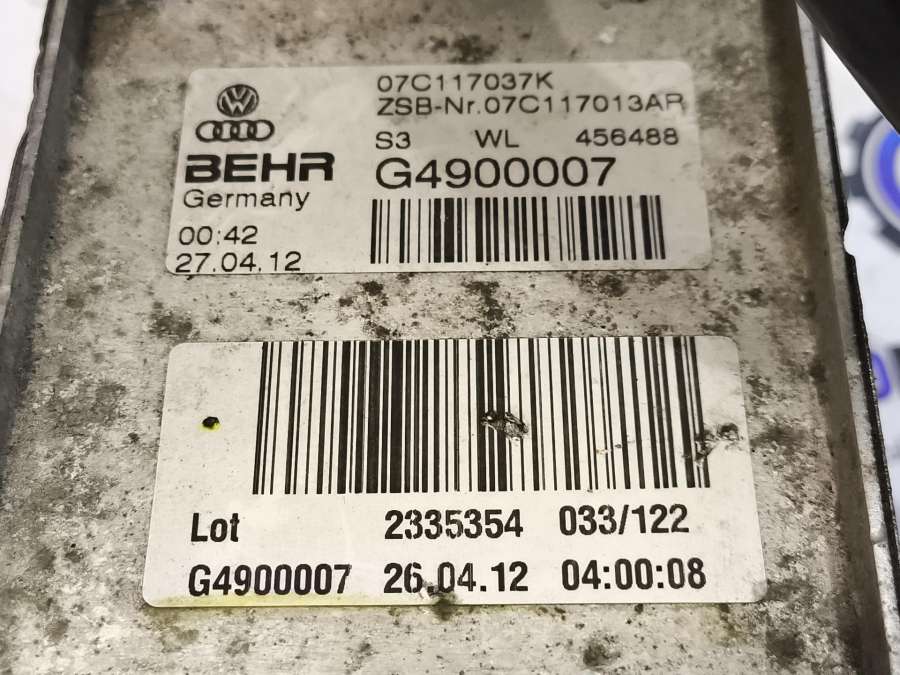 07C117037K
ZSB-Nr.07C117013AR
S3 WL 456488
BEHR G4900007
Germany
00:42
27.04.12
Lot 2335354 033/122
G4900007 26.04.12 04:00:08